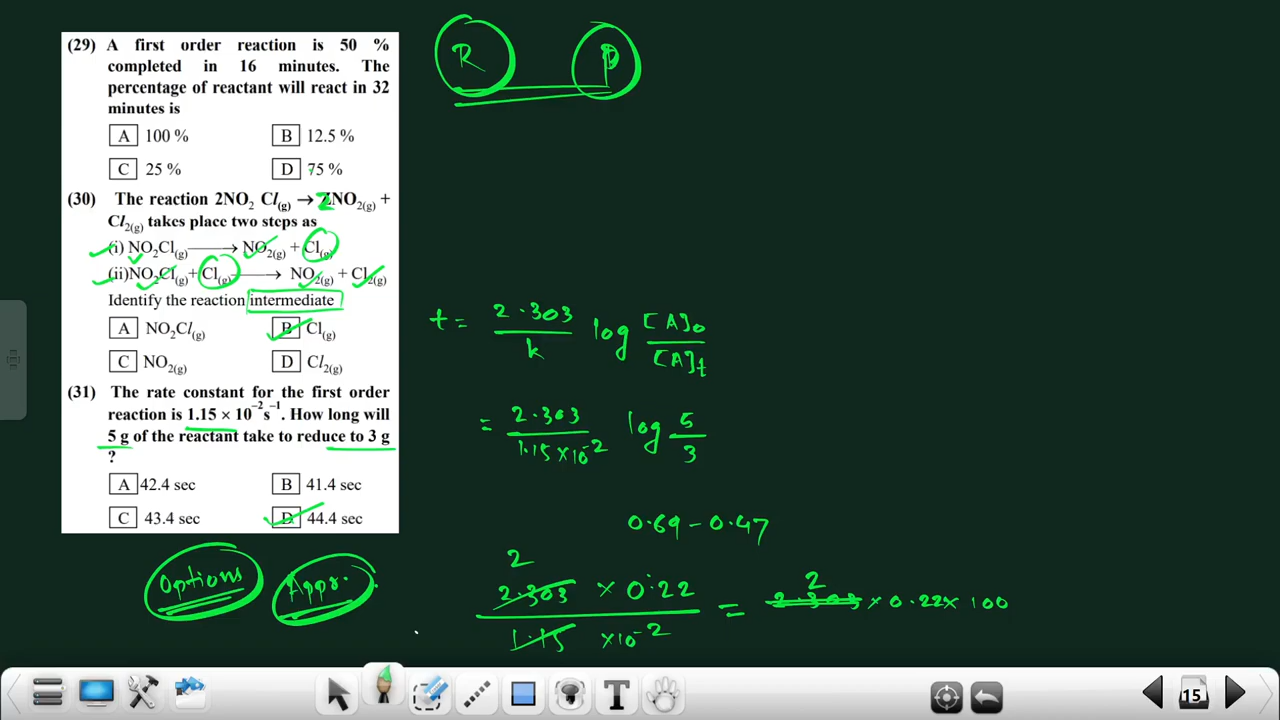 (29) A first order reaction is 50 %
completed in 16 minutes. The
percentage of reactant will react in 32
minutes is
A 100 % B 12.5 %
C 25 % D 75 %
(30) The reaction 2NO₂ Cl(g) → 2NO₂(g) +
Cl₂(g) takes place two steps as
(i) NO₂Cl(g) ⟶ NO₂(g) + Cl(g)
(ii)NO₂Cl(g)+Cl(g) ⟶ NO₂(g) + Cl₂(g)
Identify the reaction intermediate
A NO₂Cl(g) B Cl(g)
C NO₂(g) D Cl₂(g)
(31) The rate constant for the first order
reaction is 1.15 × 10⁻²s⁻¹. How long will
5 g of the reactant take to reduce to 3 g
?
A 42.4 sec B 41.4 sec
C 43.4 sec D 44.4 sec
Options Appr.
R P
t = 2.303/k log [A]₀/[A]t
= 2.303/1.15×10⁻² log 5/3
0.69 - 0.47
2
2.303 × 0.22 / 1.15 ×10⁻² = 2.303 × 0.22 × 100
2
15